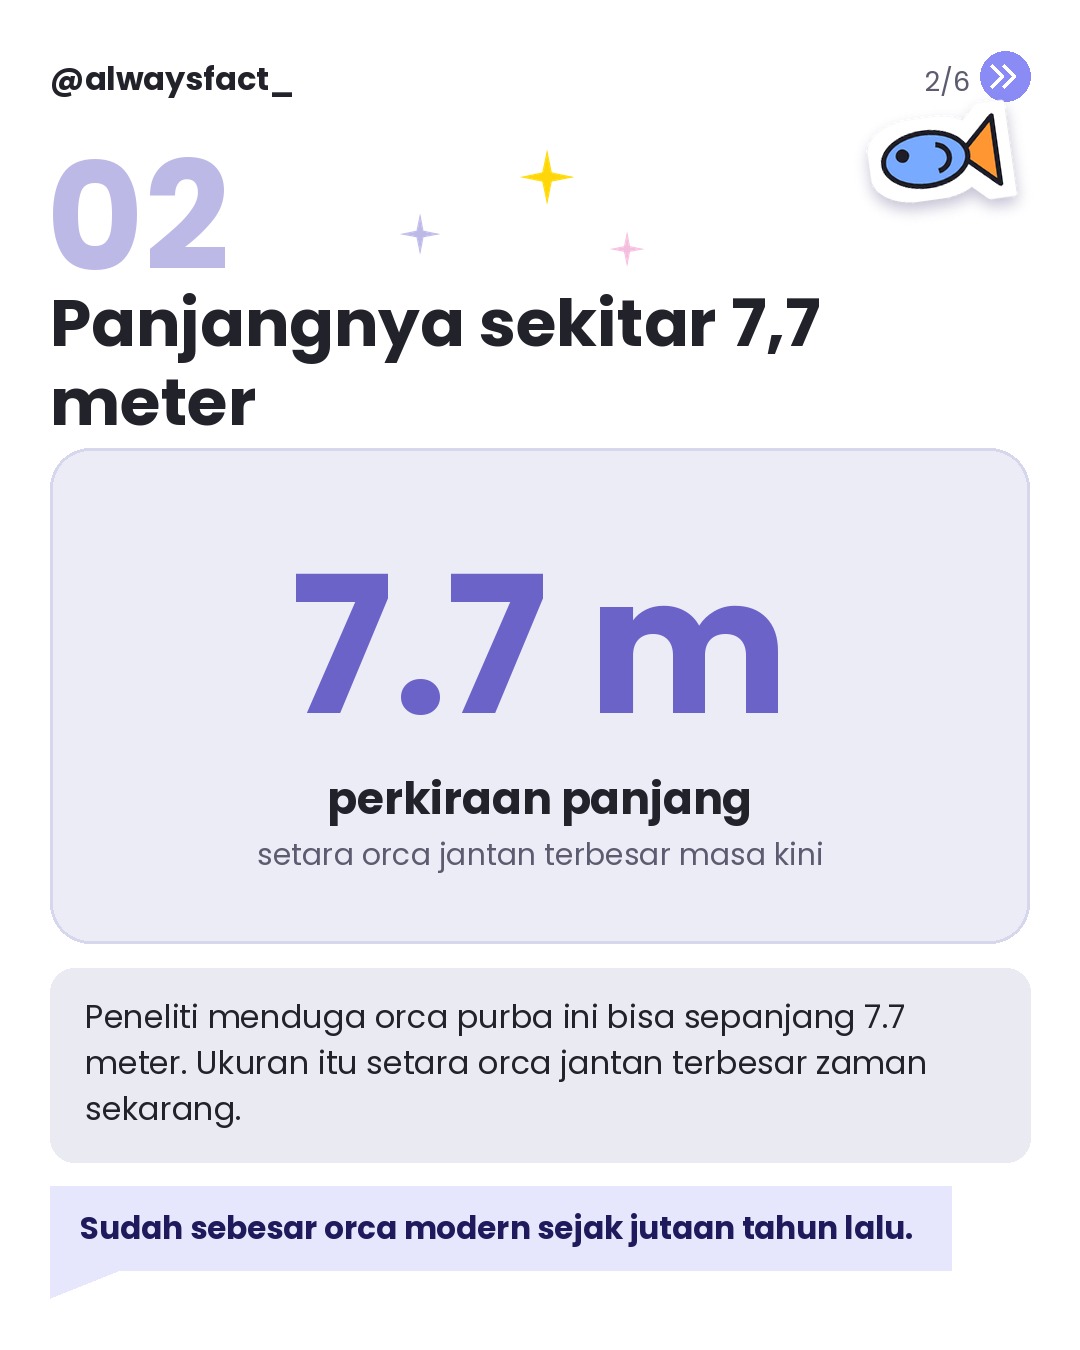 @alwaysfact_
2/6
02
Panjangnya sekitar 7,7
meter
7.7 m
perkiraan panjang
setara orca jantan terbesar masa kini
Peneliti menduga orca purba ini bisa sepanjang 7.7
meter. Ukuran itu setara orca jantan terbesar zaman
sekarang.
Sudah sebesar orca modern sejak jutaan tahun lalu.